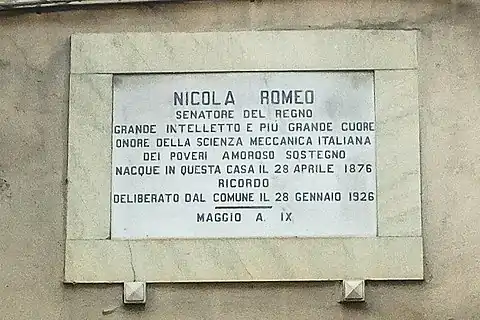 NICOLA ROMEO
SENATORE DEL REGNO
GRANDE INTELLETTO E PIÙ GRANDE CUORE
ONORE DELLA SCIENZA MECCANICA ITALIANA
DEI POVERI AMOROSO SOSTEGNO
NACQUE IN QUESTA CASA IL 28 APRILE 1876
RICORDO
DELIBERATO DAL COMUNE IL 28 GENNAIO 1926
MAGGIO A. IX